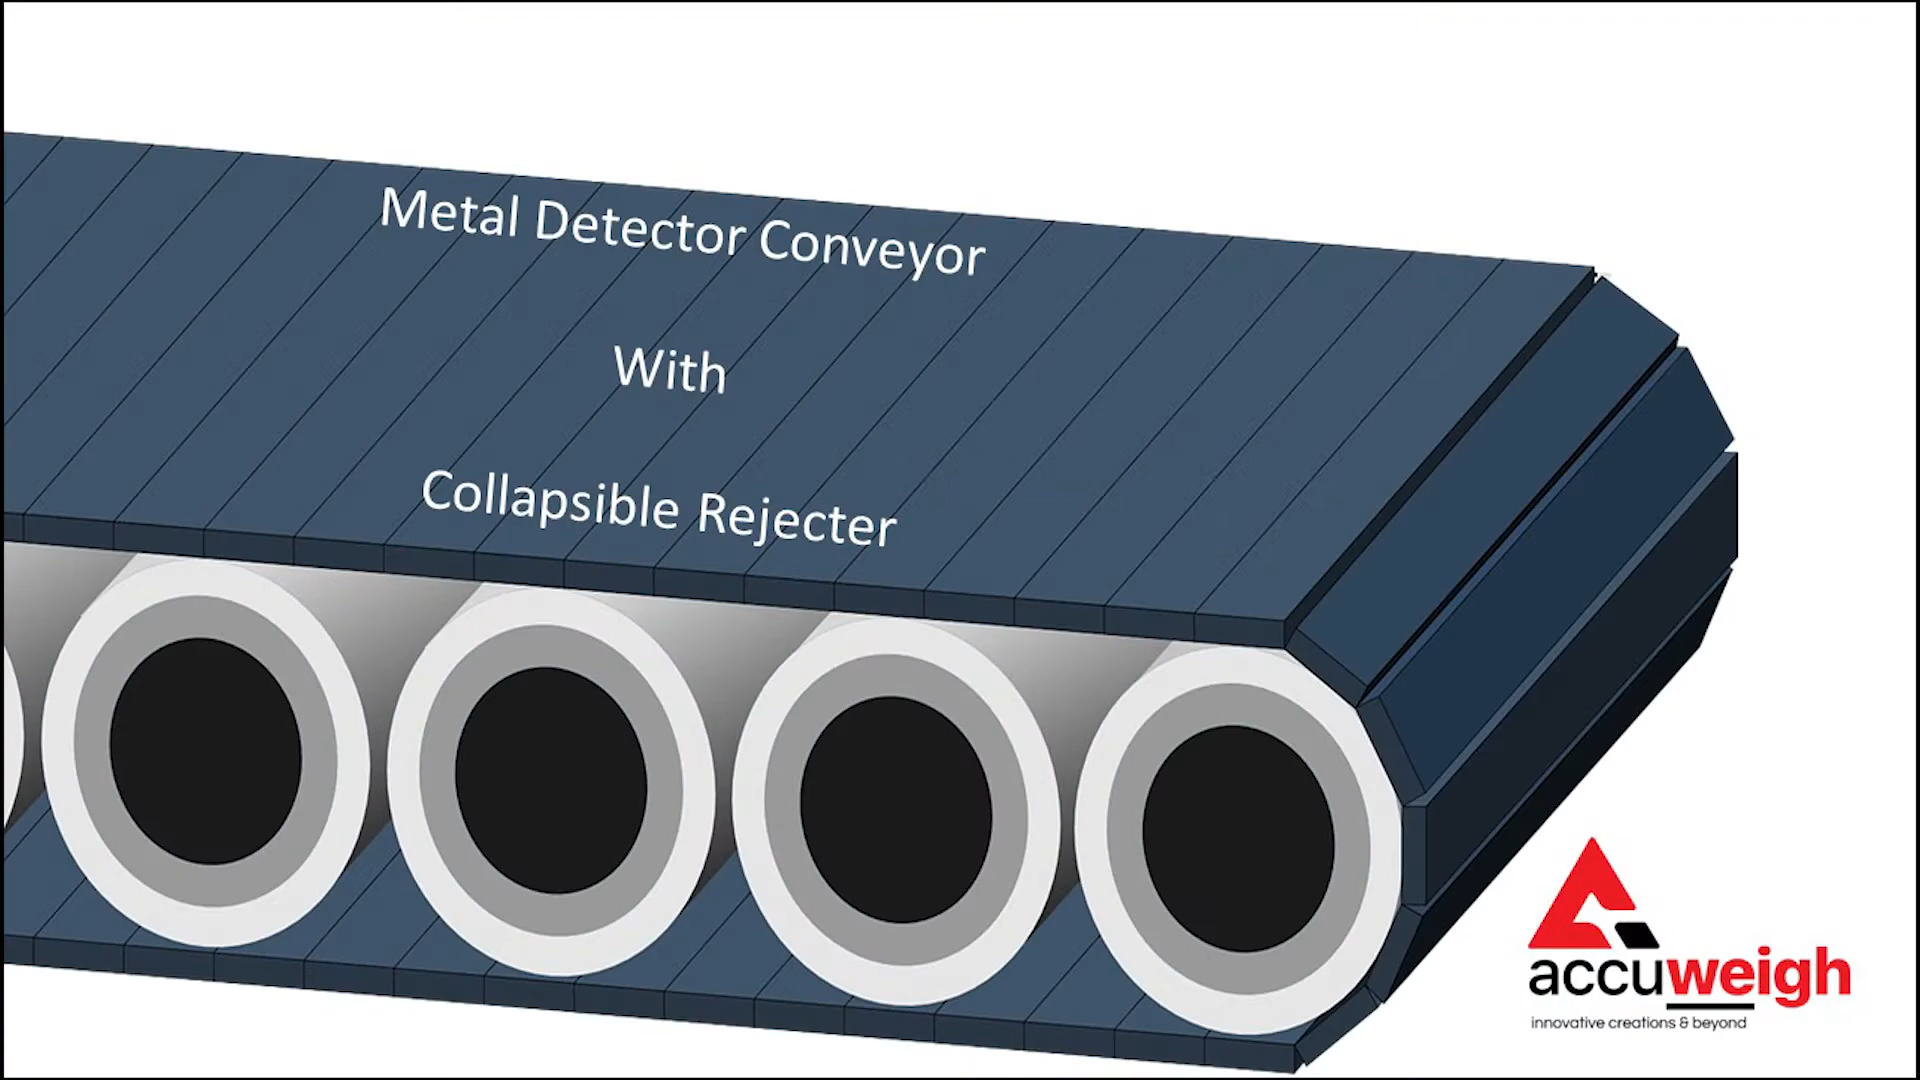 Metal Detector Conveyor
With
Collapsible Rejecter
accuweigh
innovative creations & beyond